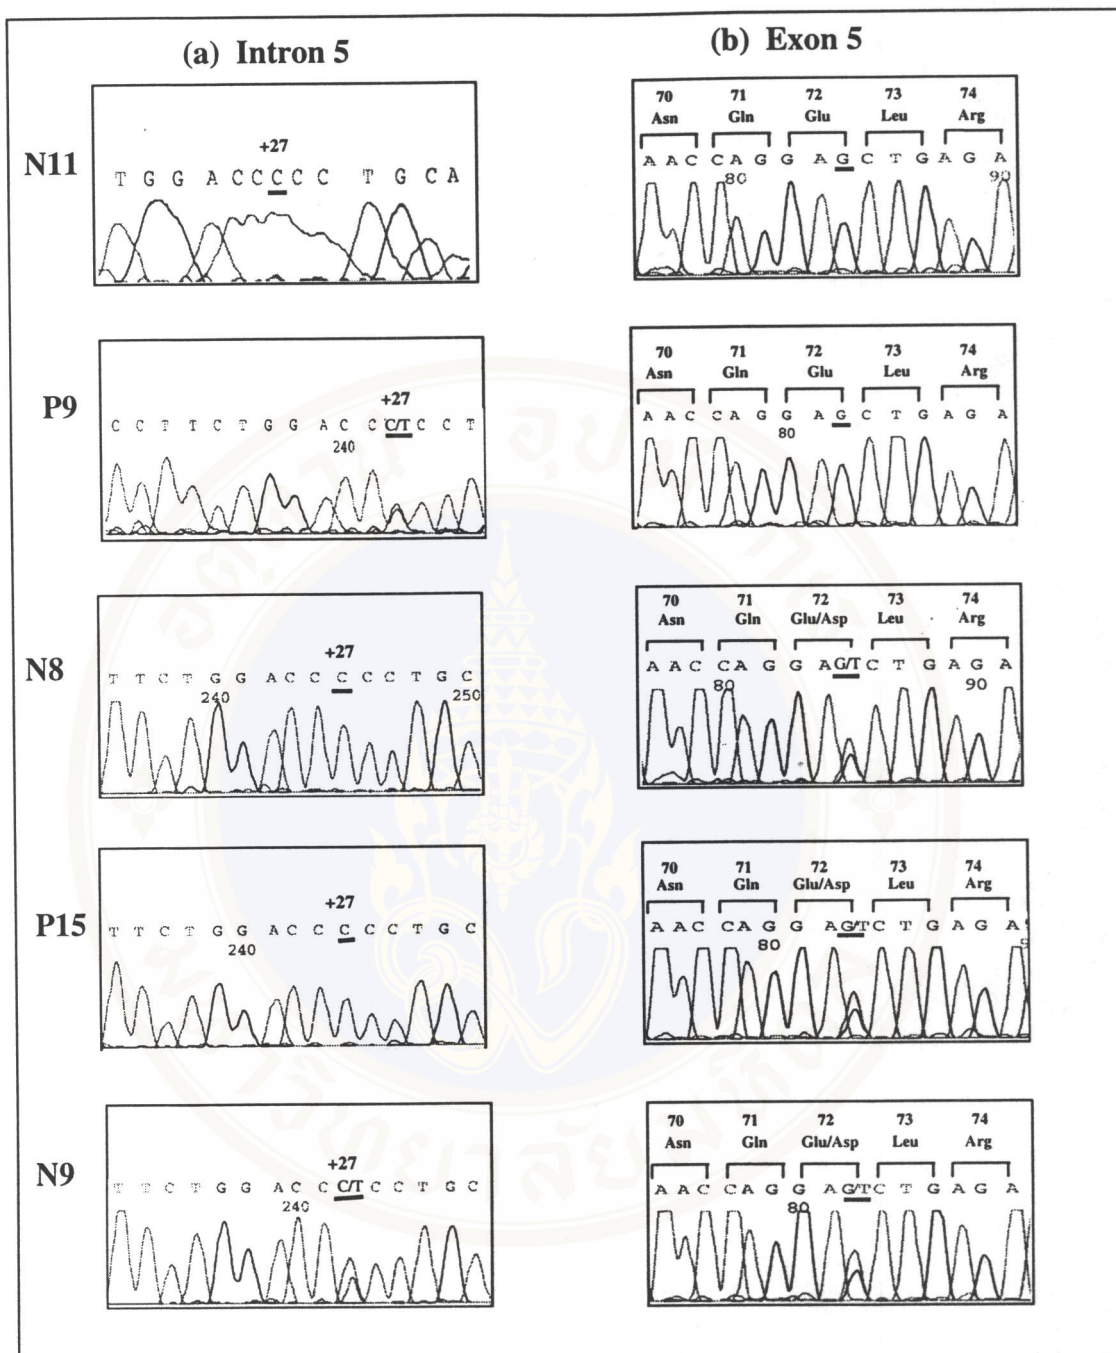 (a) Intron 5
(b) Exon 5
N11
+27
T G G A C C C C C T G C A
70 71 72 73 74
Asn Gln Glu Leu Arg
A A C C A G G A G C T G A G A
80 90
P9
+27
C C T T C T G G A C C C/T C C T
240
70 71 72 73 74
Asn Gln Glu Leu Arg
A A C C A G G A G C T G A G A
80
N8
+27
T T C T G G A C C C C C T G C
240 250
70 71 72 73 74
Asn Gln Glu/Asp Leu Arg
A A C C A G G A G/T C T G A G A
80 90
P15
+27
T T C T G G A C C C C C T G C
240
70 71 72 73 74
Asn Gln Glu/Asp Leu Arg
A A C C A G G A G/T C T G A G A
80 9
N9
+27
T T C T G G A C C C/T C C T G C
240
70 71 72 73 74
Asn Gln Glu/Asp Leu Arg
A A C C A G G A G/T C T G A G A
80